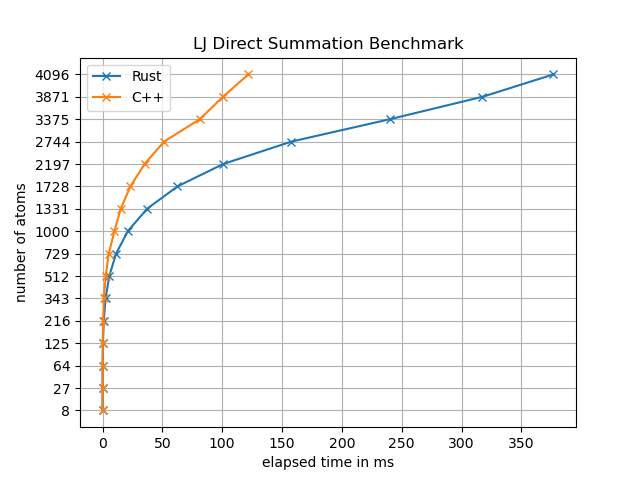 LJ Direct Summation Benchmark
Rust
C++
4096
3871
3375
2744
2197
1728
1331
1000
729
512
343
216
125
64
27
8
number of atoms
0 50 100 150 200 250 300 350
elapsed time in ms